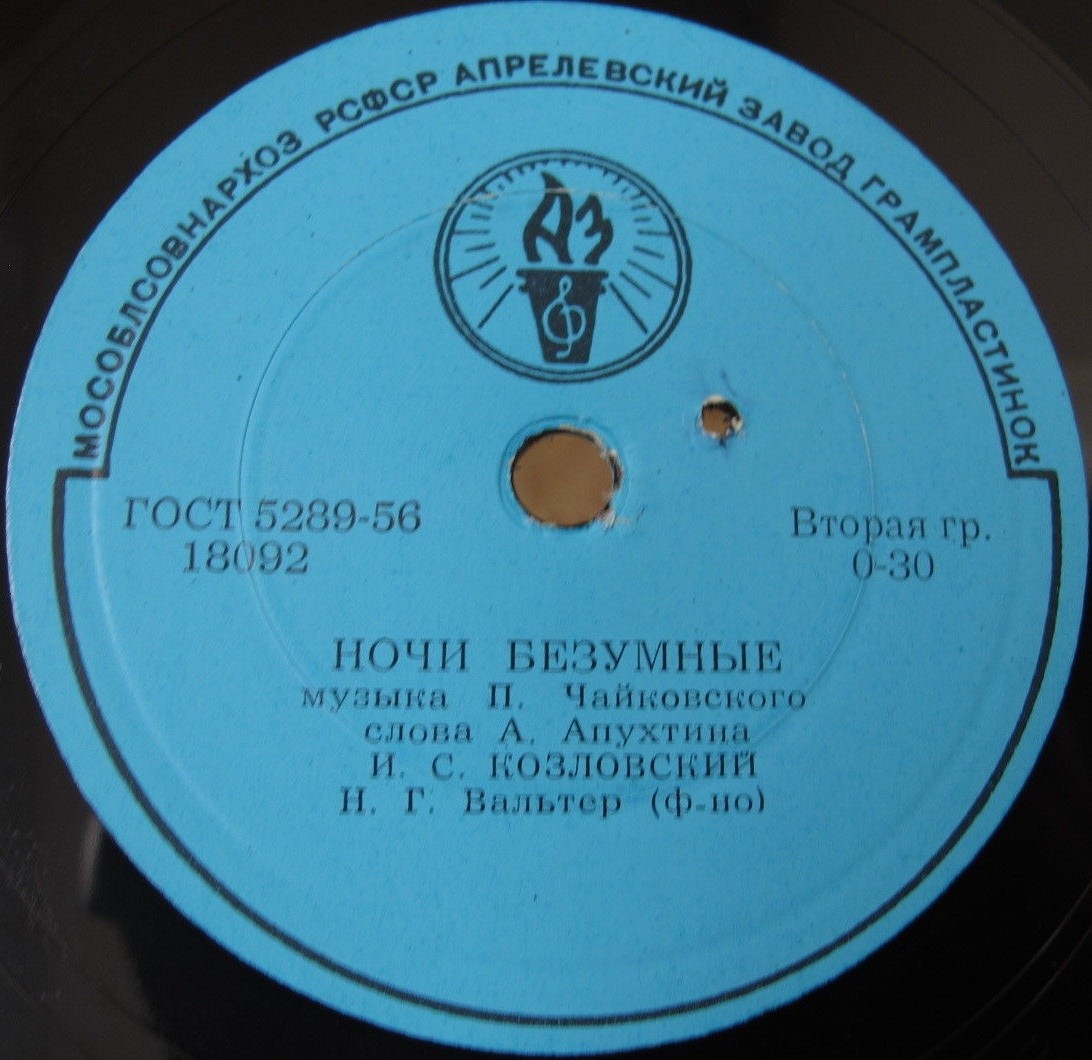 МОСОБЛСОВНАРХОЗ РСФСР АПРЕЛЕВСКИЙ ЗАВОД ГРАМПЛАСТИНОК
АЗ
ГОСТ 5289-56
18092
Вторая гр.
0-30
НОЧИ БЕЗУМНЫЕ
музыка П. Чайковского
слова А. Апухтина
И. С. КОЗЛОВСКИЙ
Н. Г. Вальтер (ф-но)